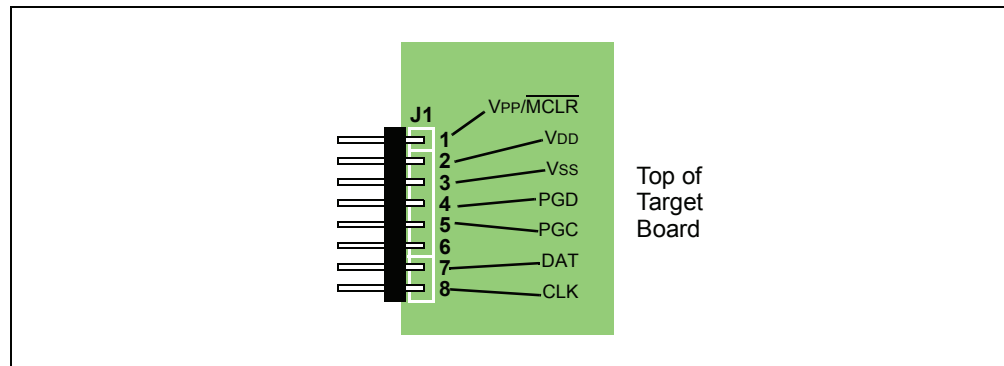 J1
1 VPP/MCLR
2 VDD
3 VSS
4 PGD
5 PGC
6
7 DAT
8 CLK
Top of
Target
Board